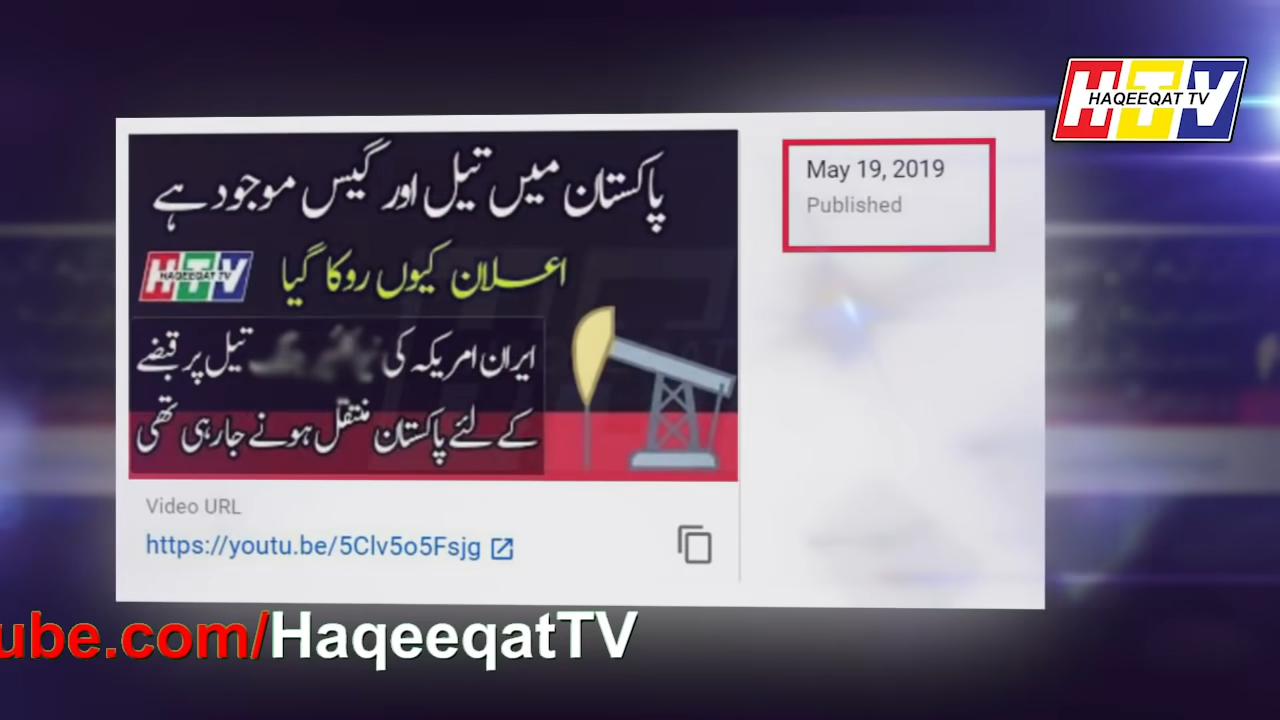 HTV
HAQEEQAT TV
پاکستان میں تیل اور گیس موجود ہے
اعلان کیوں روکا گیا
HTV
HAQEEQAT TV
ایران امریکہ کی تیل پر قبضے
کے لئے پاکستان منتقل ہونے جا رہی تھی
May 19, 2019
Published
Video URL
https://youtu.be/5Clv5o5Fsjg
ube.com/HaqeeqatTV